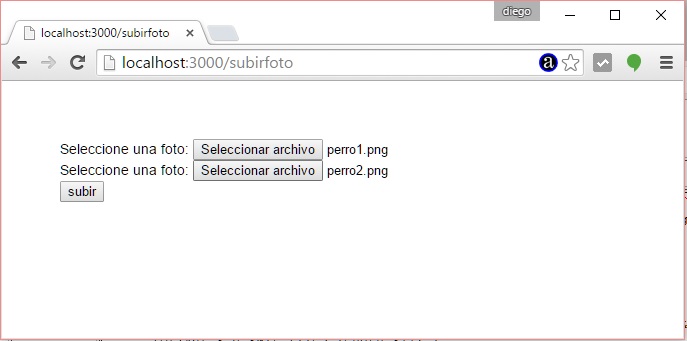 diego
localhost:3000/subirfoto
localhost:3000/subirfoto
a
Seleccione una foto: Seleccionar archivo perro1.png
Seleccione una foto: Seleccionar archivo perro2.png
subir